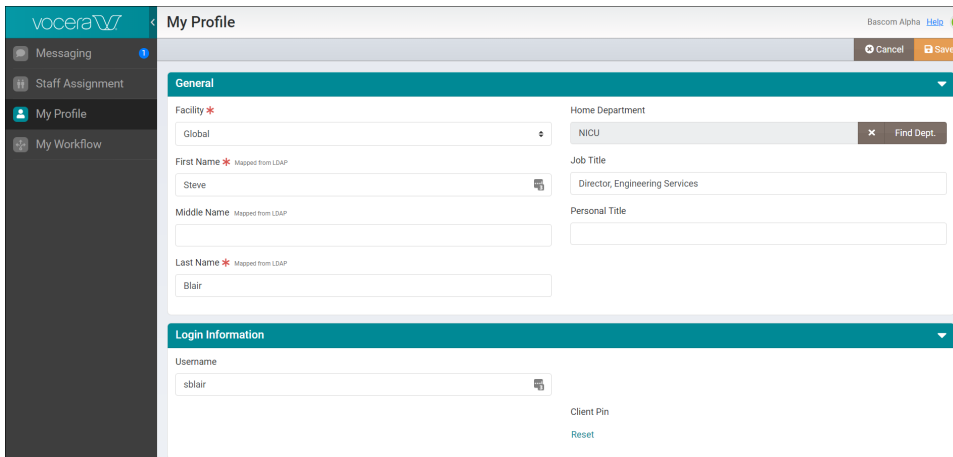 vocera
My Profile
Bascom Alpha Help
Messaging 1
Cancel Save
Staff Assignment
General
My Profile
Facility *
Home Department
Global
NICU
Find Dept.
My Workflow
First Name * Mapped from LDAP
Job Title
Steve
Director, Engineering Services
Middle Name Mapped from LDAP
Personal Title
Last Name * Mapped from LDAP
Blair
Login Information
Username
sblair
Client Pin
Reset